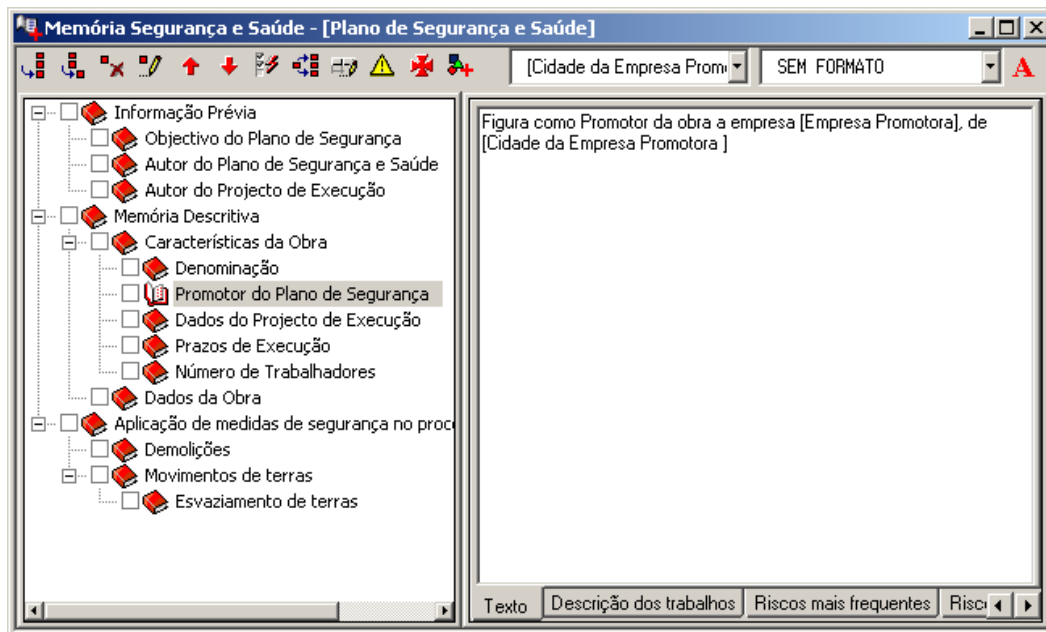 Memória Segurança e Saúde - [Plano de Segurança e Saúde]
[Cidade da Empresa Prom
SEM FORMATO
A
Informação Prévia
Objectivo do Plano de Segurança
Autor do Plano de Segurança e Saúde
Autor do Projecto de Execução
Memória Descritiva
Características da Obra
Denominação
Promotor do Plano de Segurança
Dados do Projecto de Execução
Prazos de Execução
Número de Trabalhadores
Dados da Obra
Aplicação de medidas de segurança no proc
Demolições
Movimentos de terras
Esvaziamento de terras
Figura como Promotor da obra a empresa [Empresa Promotora], de
[Cidade da Empresa Promotora ]
Texto Descrição dos trabalhos Riscos mais frequentes Risc